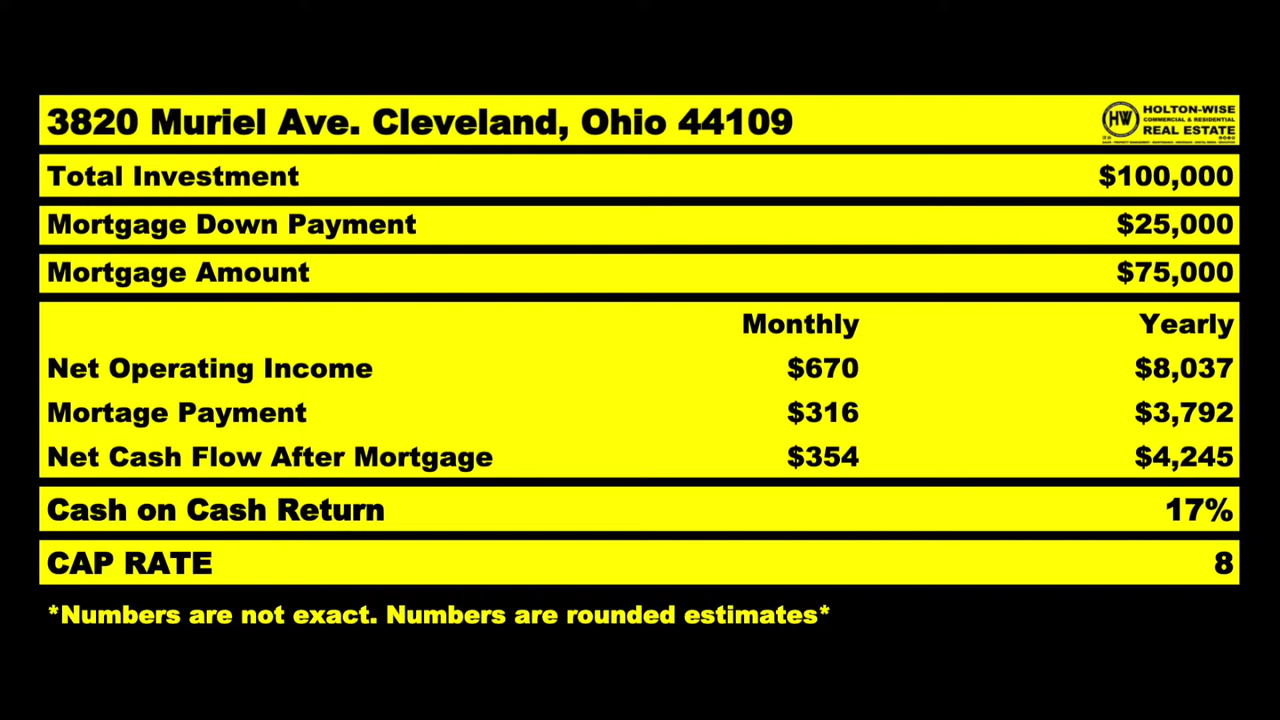 3820 Muriel Ave. Cleveland, Ohio 44109
HW
HOLTON-WISE
COMMERCIAL & RESIDENTIAL
REAL ESTATE
Total Investment $100,000
Mortgage Down Payment $25,000
Mortgage Amount $75,000
Monthly Yearly
Net Operating Income $670 $8,037
Mortage Payment $316 $3,792
Net Cash Flow After Mortgage $354 $4,245
Cash on Cash Return 17%
CAP RATE 8
*Numbers are not exact. Numbers are rounded estimates*